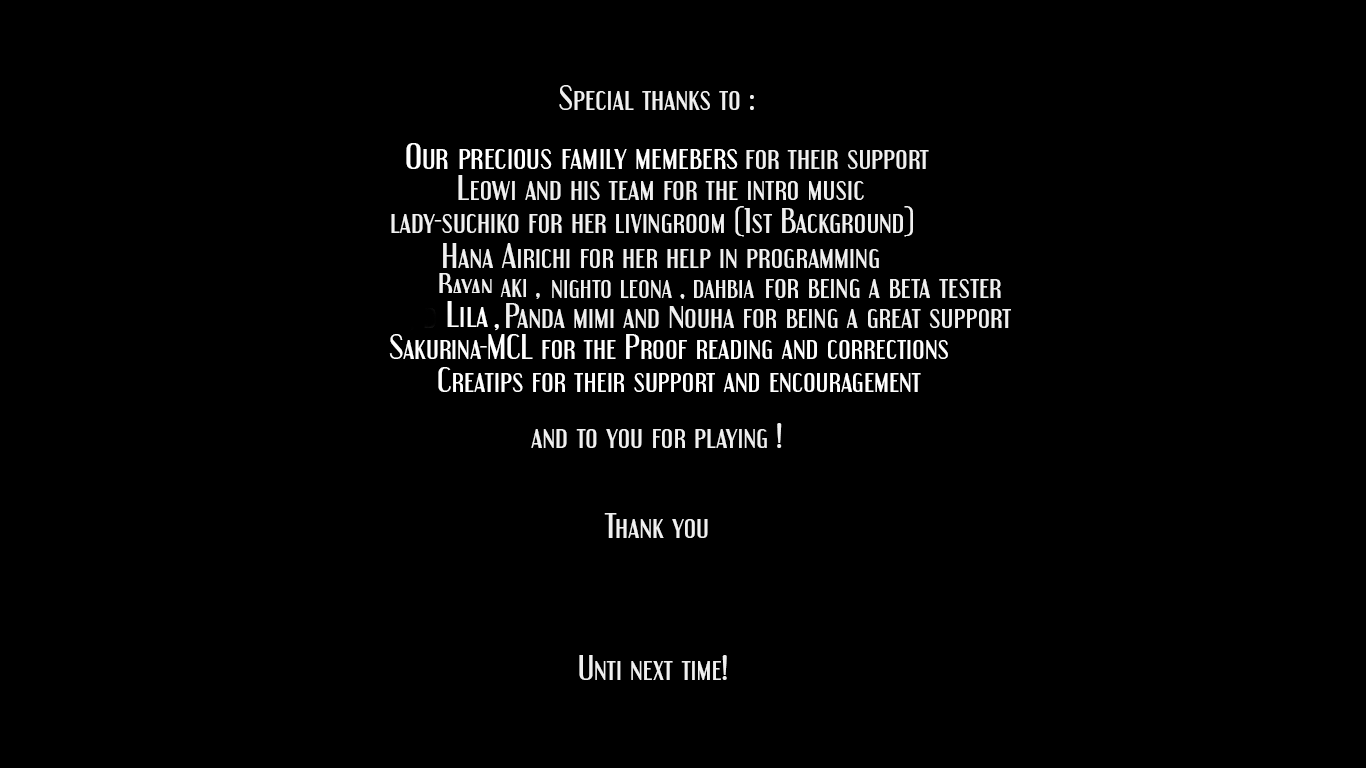 Special thanks to :
Our precious family memebers for their support
Leowi and his team for the intro music
lady-suchiko for her livingroom (1st Background)
Hana Airichi for her help in programming
Rayan aki , nighto leona , dahbia for being a beta tester
Lila , Panda mimi and Nouha for being a great support
Sakurina-MCL for the Proof reading and corrections
Creatips for their support and encouragement
and to you for playing !
Thank you
Unti next time!